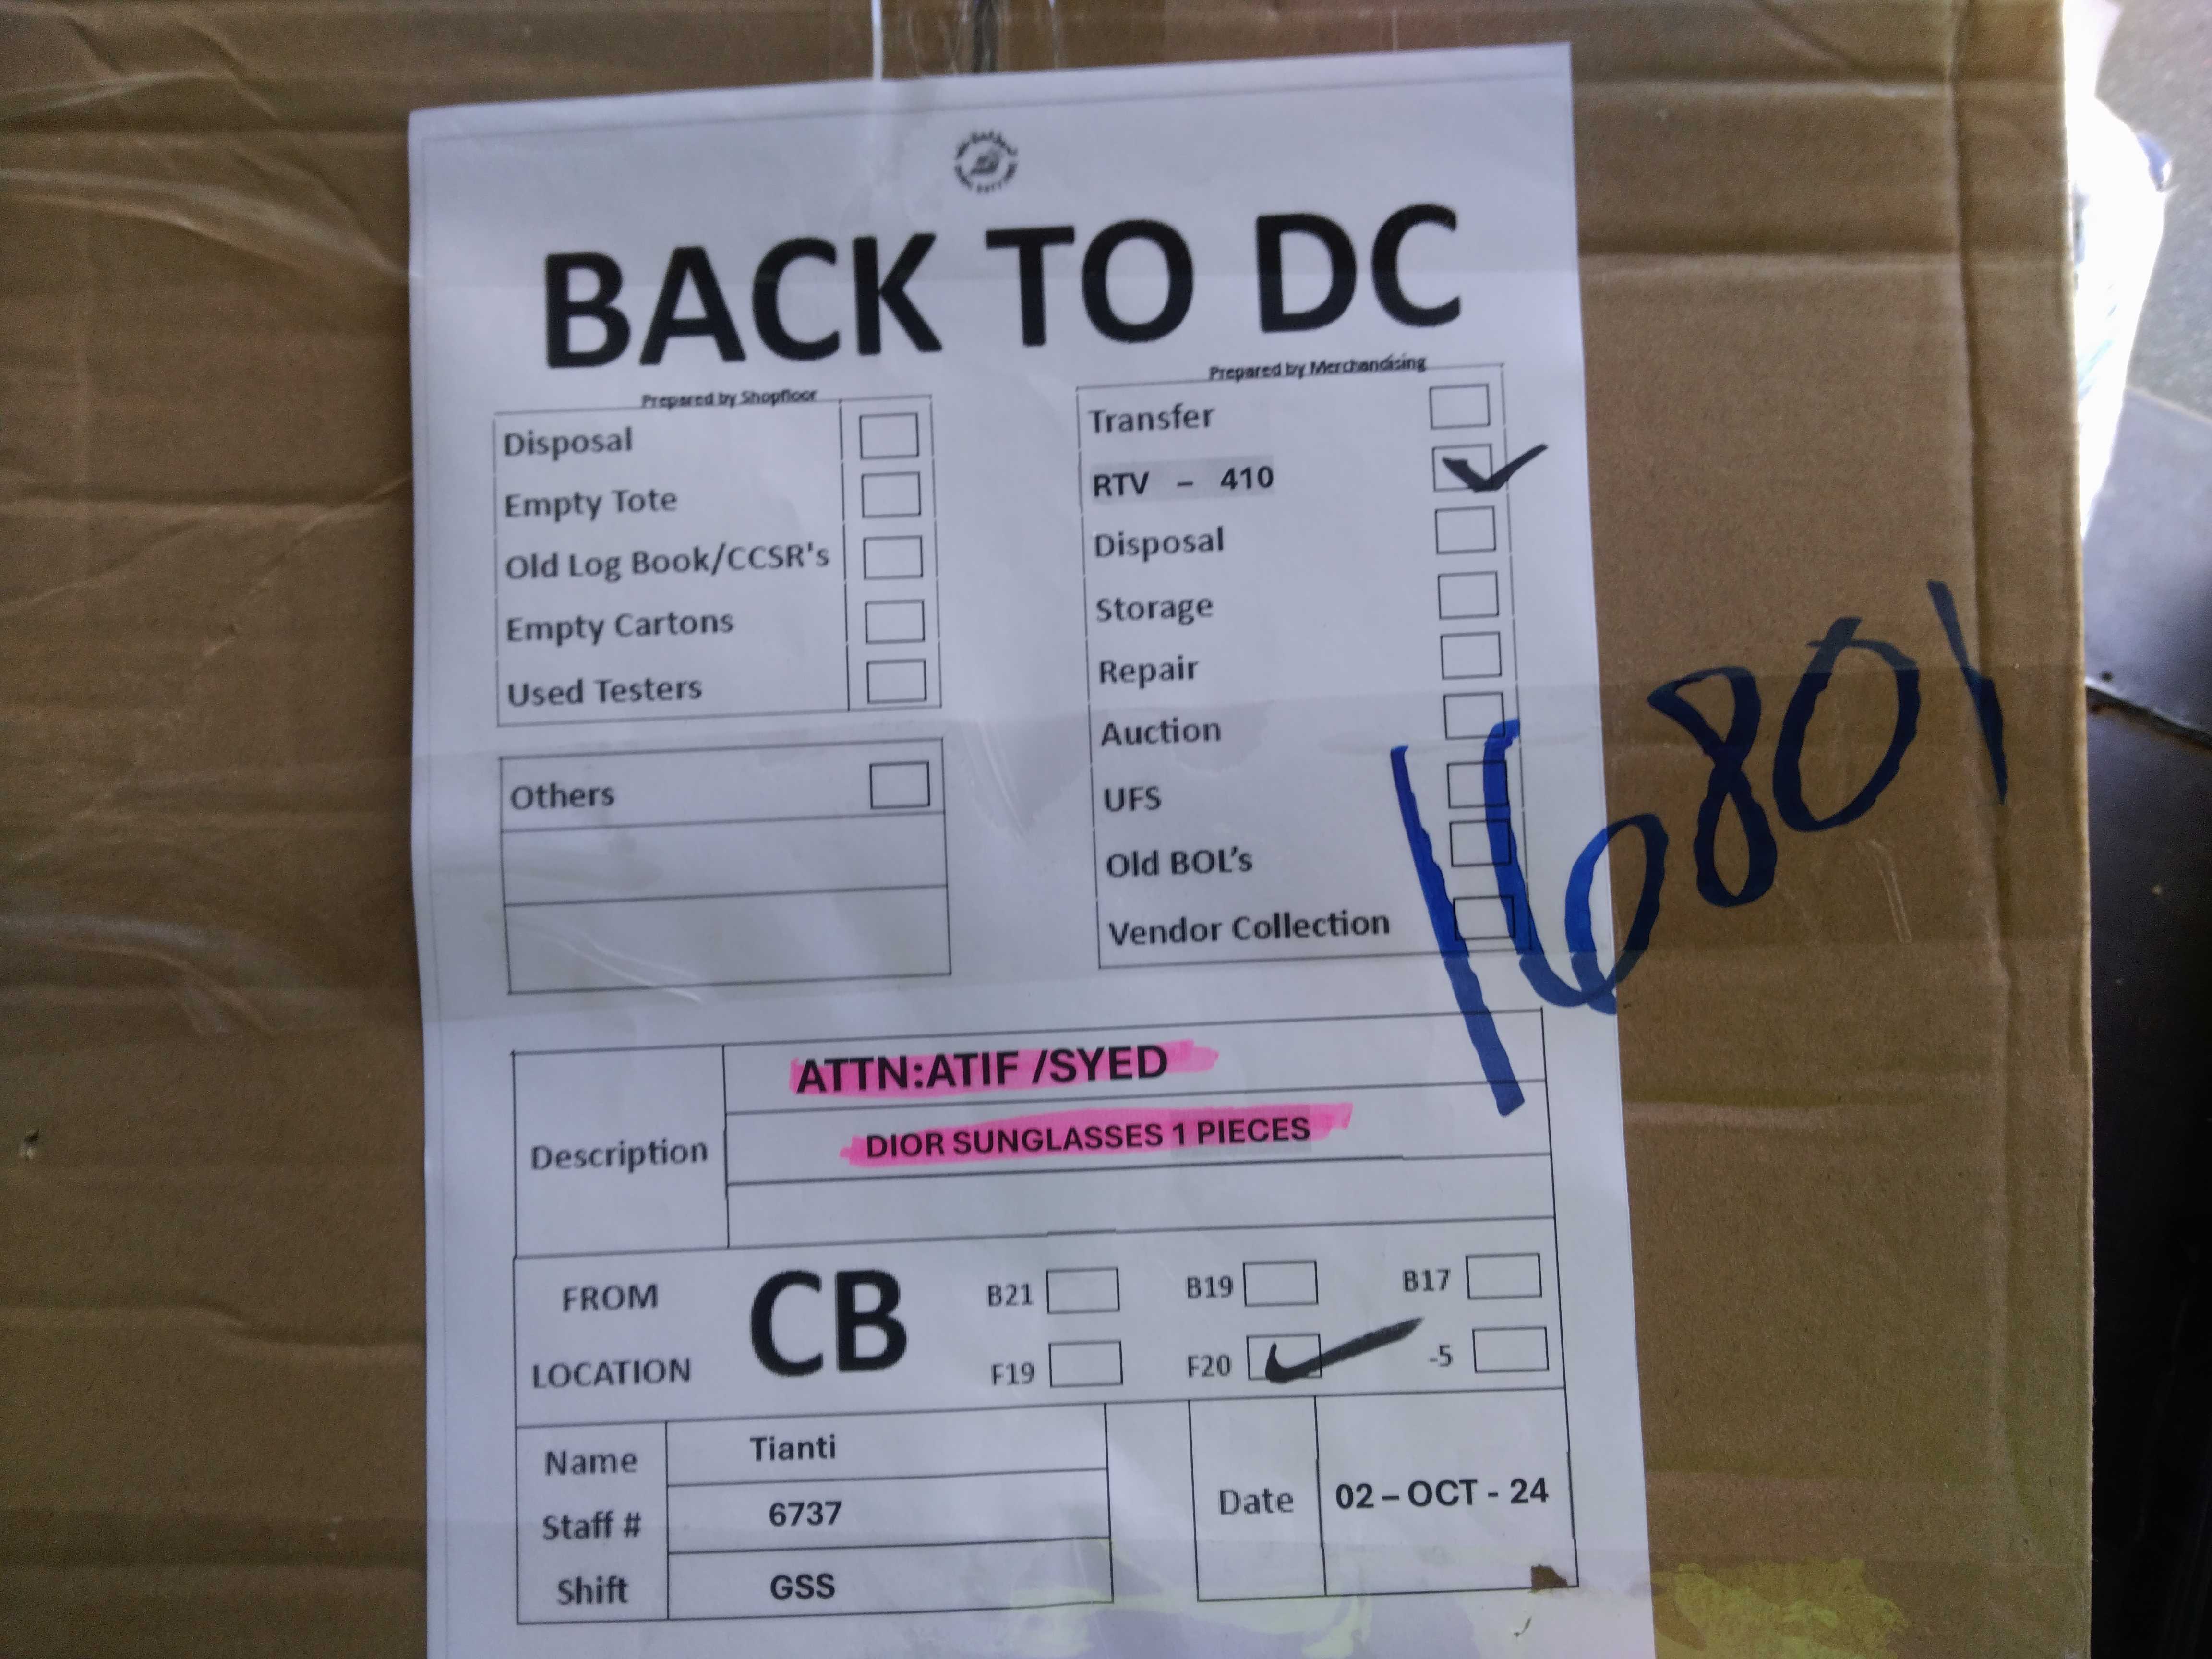 BACK TO DC
Prepared by Shopfloor
Disposal
Empty Tote
Old Log Book/CCSR's
Empty Cartons
Used Testers
Others
Prepared by Merchandising
Transfer
RTV – 410
Disposal
Storage
Repair
Auction
UFS
Old BOL's
Vendor Collection
16801
Description
ATTN:ATIF /SYED
DIOR SUNGLASSES 1 PIECES
FROM
LOCATION
CB
B21 B19 B17
F19 F20 -5
Name Tianti
Staff # 6737
Shift GSS
Date 02 – OCT - 24